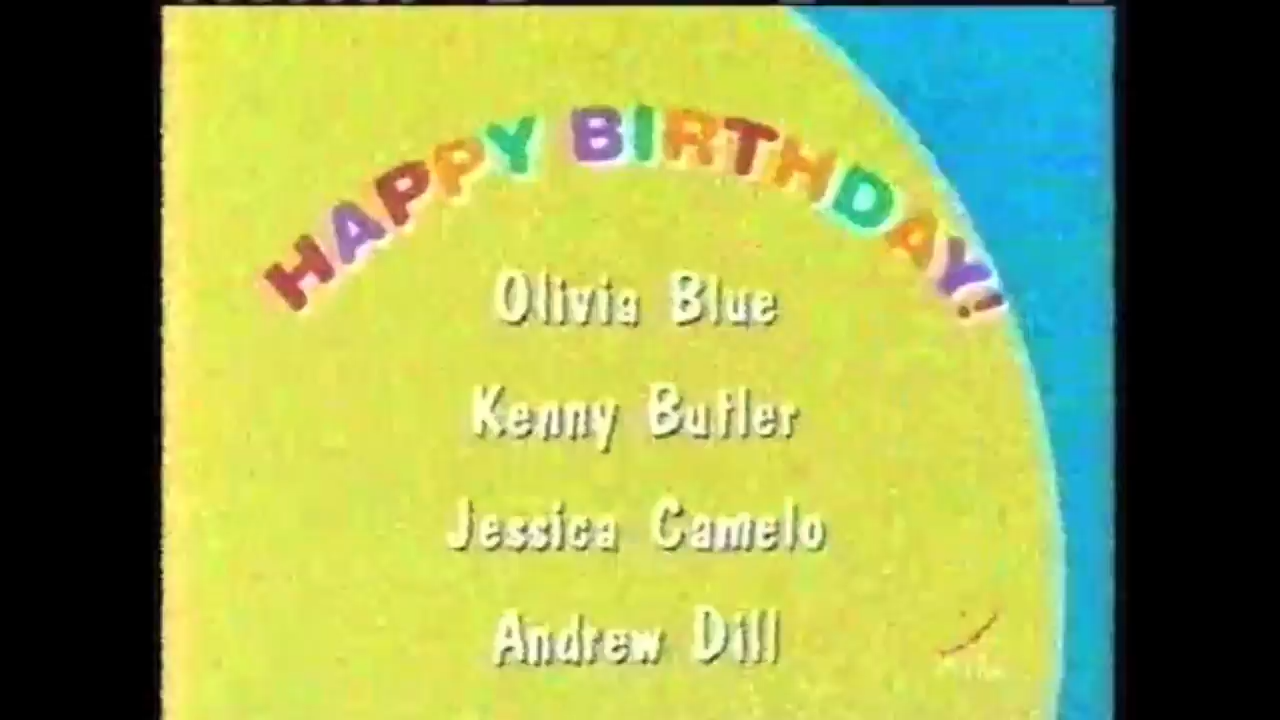 HAPPY BIRTHDAY!
Olivia Blue
Kenny Butler
Jessica Camelo
Andrew Dill